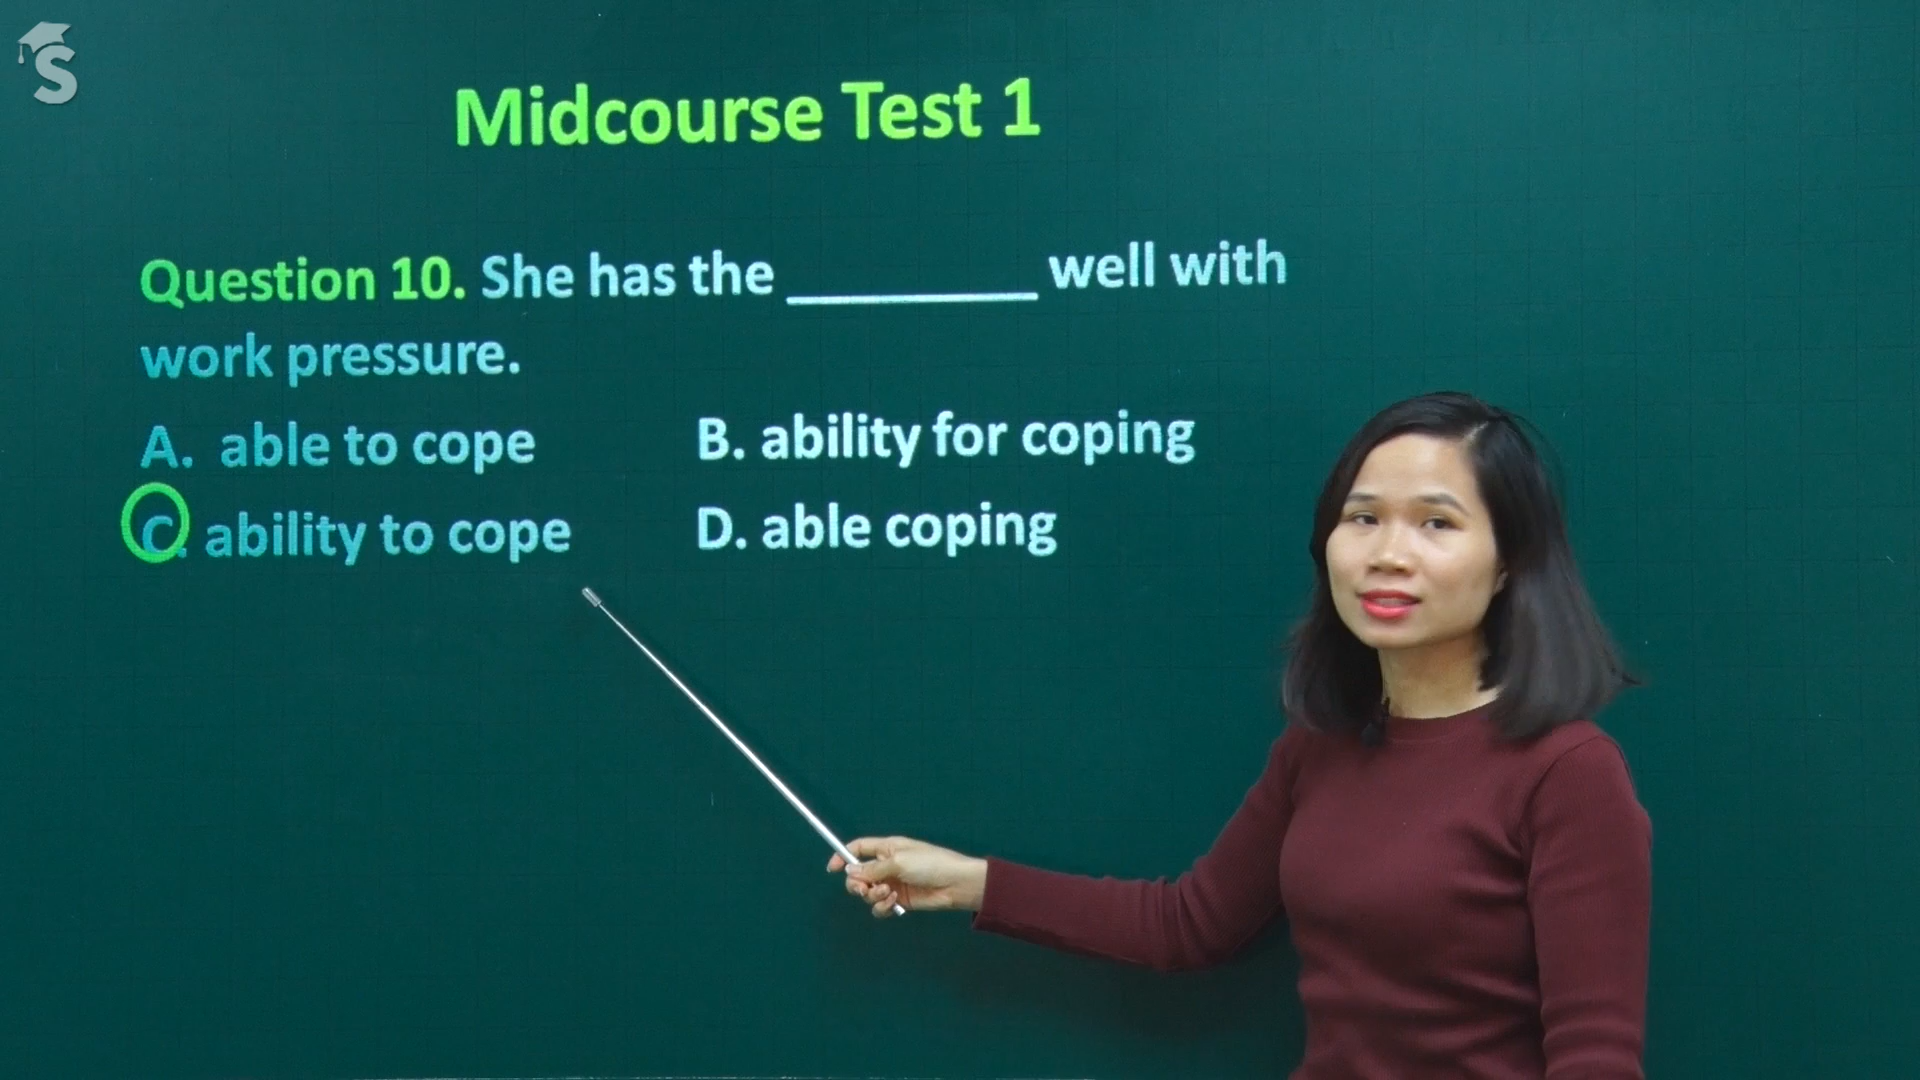 S
Midcourse Test 1
Question 10. She has the __________ well with
work pressure.
A. able to cope B. ability for coping
C. ability to cope D. able coping